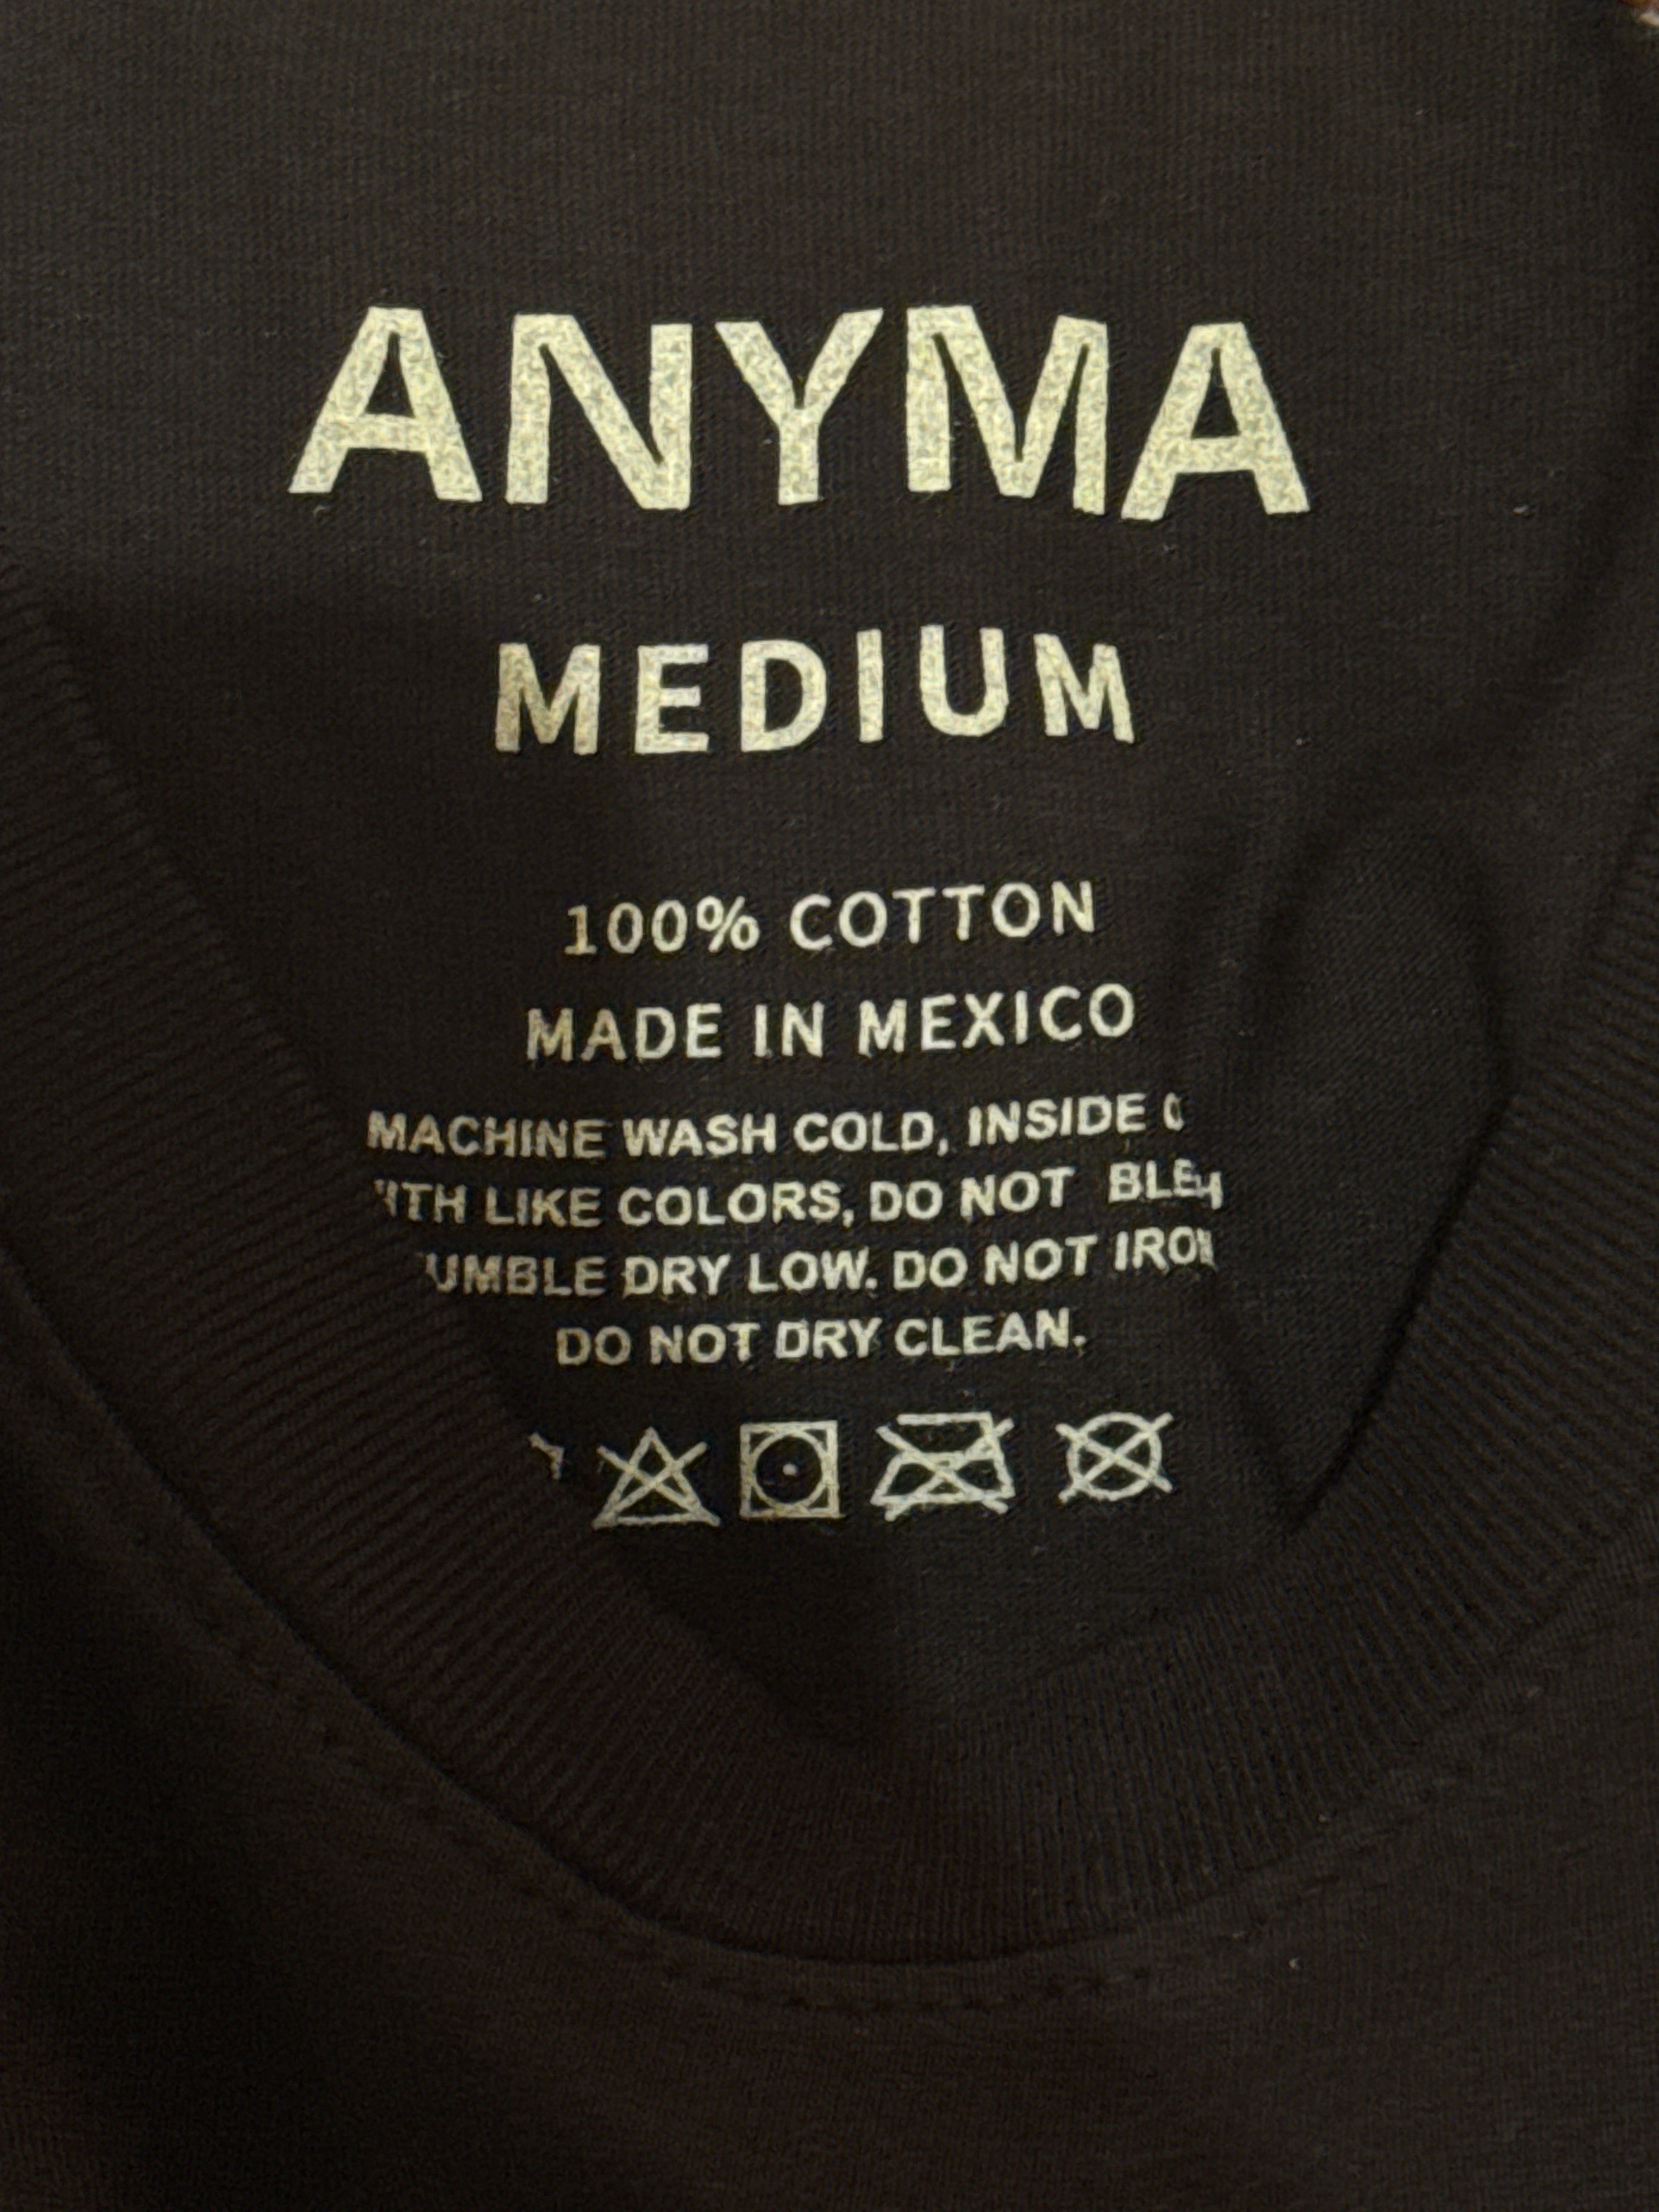 ANYMA
MEDIUM
100% COTTON
MADE IN MEXICO
MACHINE WASH COLD, INSIDE
LIKE COLORS, DO NOT
DRY LOW. DO NOT IRON
DO NOT DRY CLEAN.